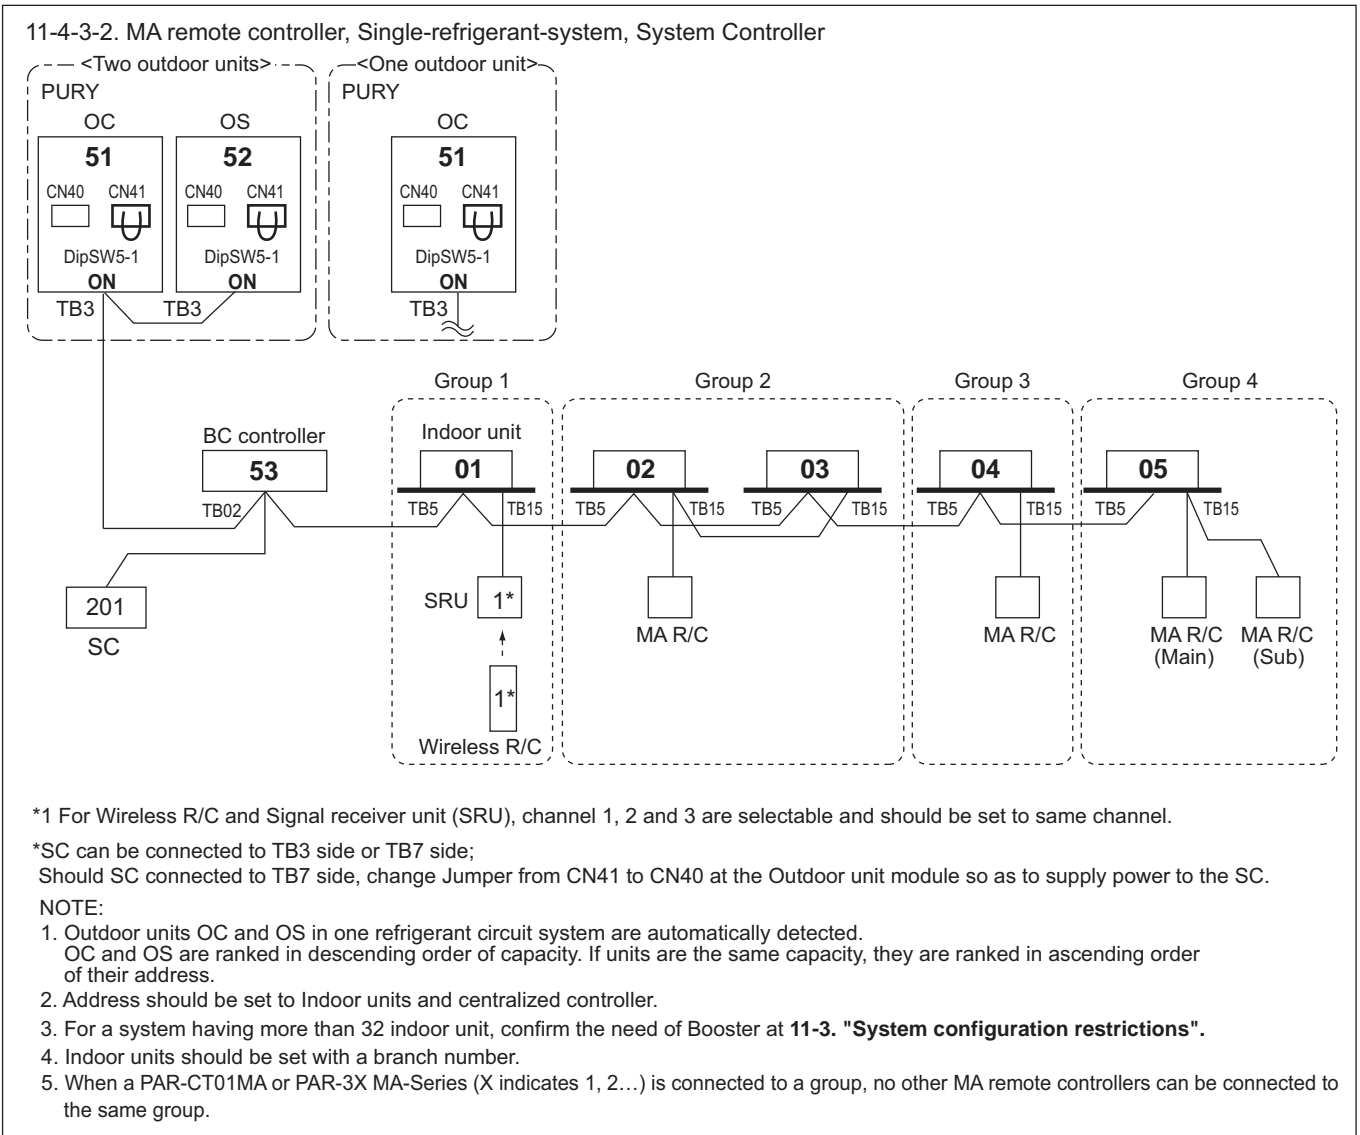 11-4-3-2. MA remote controller, Single-refrigerant-system, System Controller
<Two outdoor units>
<One outdoor unit>
PURY
PURY
OC
OS
OC
51
52
51
CN40
CN41
CN40
CN41
CN40
CN41
DipSW5-1
DipSW5-1
DipSW5-1
ON
ON
ON
TB3
TB3
TB3
Group 1
Group 2
Group 3
Group 4
BC controller
Indoor unit
53
01
02
03
04
05
TB02
TB5
TB15
TB5
TB15
TB5
TB15
TB5
TB15
TB5
TB15
201
SC
SRU
1*
MA R/C
MA R/C
MA R/C
(Main)
MA R/C
(Sub)
1*
Wireless R/C
*1 For Wireless R/C and Signal receiver unit (SRU), channel 1, 2 and 3 are selectable and should be set to same channel.
*SC can be connected to TB3 side or TB7 side;
Should SC connected to TB7 side, change Jumper from CN41 to CN40 at the Outdoor unit module so as to supply power to the SC.
NOTE:
1. Outdoor units OC and OS in one refrigerant circuit system are automatically detected.
OC and OS are ranked in descending order of capacity. If units are the same capacity, they are ranked in ascending order
of their address.
2. Address should be set to Indoor units and centralized controller.
3. For a system having more than 32 indoor unit, confirm the need of Booster at 11-3. "System configuration restrictions".
4. Indoor units should be set with a branch number.
5. When a PAR-CT01MA or PAR-3X MA-Series (X indicates 1, 2…) is connected to a group, no other MA remote controllers can be connected to
the same group.